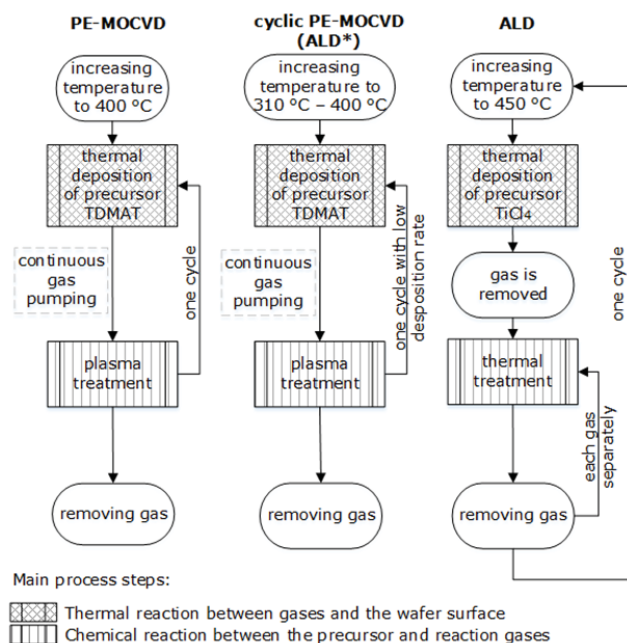 PE-MOCVD
increasing
temperature
to 400 °C
thermal
deposition
of precursor
TDMAT
continuous
gas
pumping
one cycle
plasma
treatment
removing gas
cyclic PE-MOCVD
(ALD*)
increasing
temperature to
310 °C – 400 °C
thermal
deposition
of precursor
TDMAT
continuous
gas
pumping
one cycle with low
desposition rate
plasma
treatment
removing gas
ALD
increasing
temperature
to 450 °C
thermal
deposition
of precursor
TiCl4
gas is
removed
one cycle
thermal
treatment
each gas
separately
removing gas
Main process steps:
Thermal reaction between gases and the wafer surface
Chemical reaction between the precursor and reaction gases